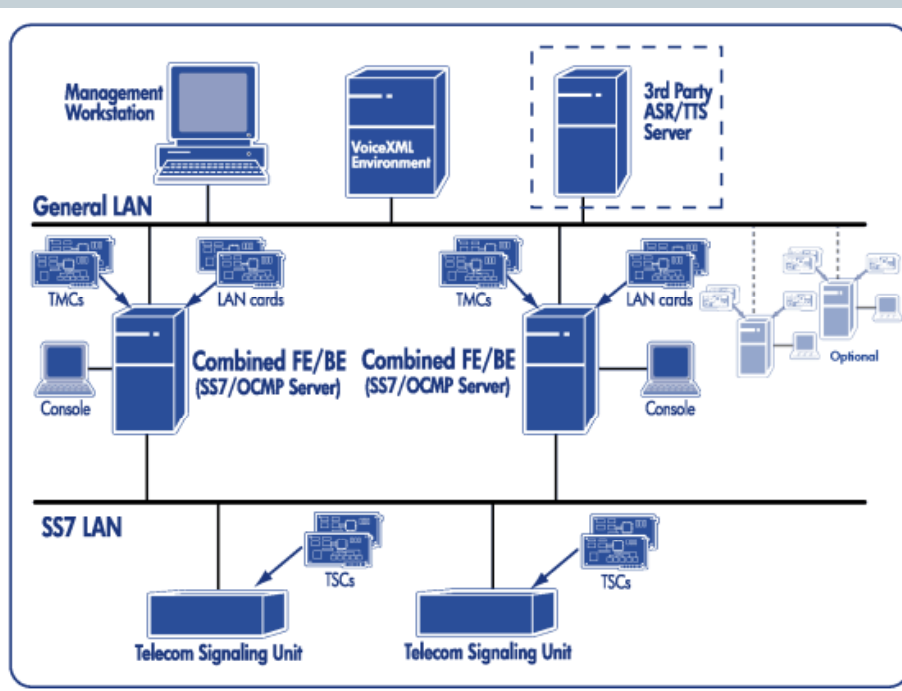 Management
Workstation
VoiceXML
Environment
3rd Party
ASR/TTS
Server
General LAN
TMCs
LAN cards
TMCs
LAN cards
Combined FE/BE
(SS7/OCMP Server)
Combined FE/BE
(SS7/OCMP Server)
Optional
Console
Console
SS7 LAN
TSCs
TSCs
Telecom Signaling Unit
Telecom Signaling Unit